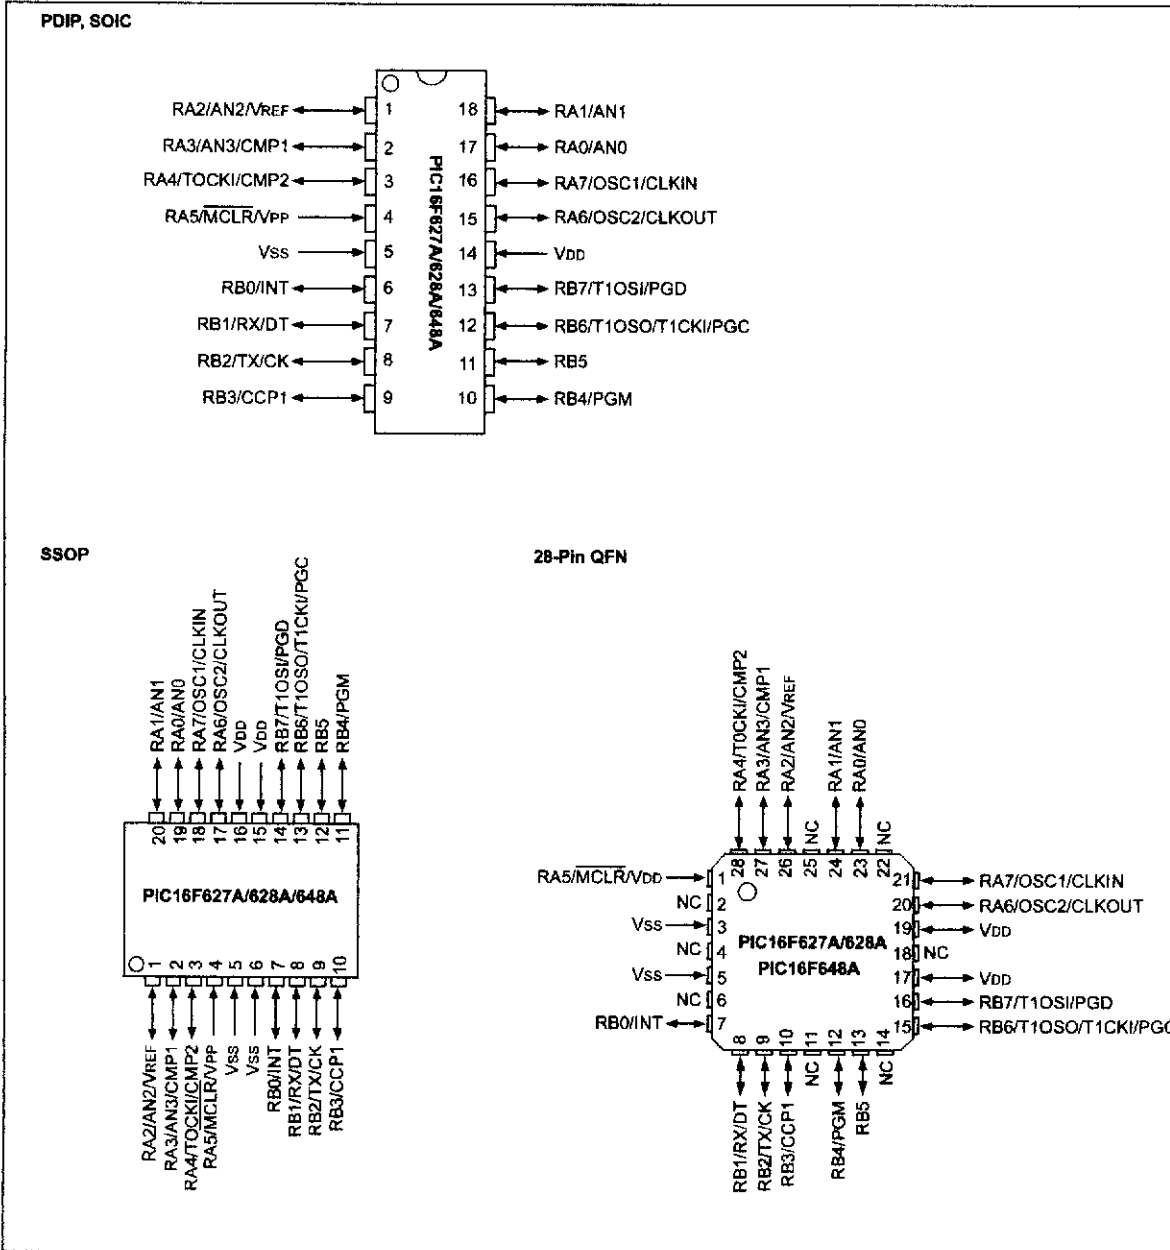 PDIP, SOIC
RA2/AN2/VREF 1 18 RA1/AN1
RA3/AN3/CMP1 2 17 RA0/AN0
RA4/TOCKI/CMP2 3 16 RA7/OSC1/CLKIN
RA5/MCLR/VPP 4 15 RA6/OSC2/CLKOUT
VSS 5 14 VDD
RB0/INT 6 13 RB7/T1OSI/PGD
RB1/RX/DT 7 12 RB6/T1OSO/T1CKI/PGC
RB2/TX/CK 8 11 RB5
RB3/CCP1 9 10 RB4/PGM
PIC16F627A/628A/648A
SSOP
RA1/AN1
RA0/AN0
RA7/OSC1/CLKIN
RA6/OSC2/CLKOUT
VDD
VDD
RB7/T1OSI/PGD
RB6/T1OSO/T1CKI/PGC
RB5
RB4/PGM
20 19 18 17 16 15 14 13 12 11
PIC16F627A/628A/648A
1 2 3 4 5 6 7 8 9 10
RA2/AN2/VREF
RA3/AN3/CMP1
RA4/TOCKI/CMP2
RA5/MCLR/VPP
VSS
VSS
RB0/INT
RB1/RX/DT
RB2/TX/CK
RB3/CCP1
28-Pin QFN
RA4/T0CKI/CMP2
RA3/AN3/CMP1
RA2/AN2/VREF
NC
RA1/AN1
RA0/AN0
NC
28 27 26 25 24 23 22
RA5/MCLR/VDD 1 21 RA7/OSC1/CLKIN
NC 2 20 RA6/OSC2/CLKOUT
VSS 3 19 VDD
NC 4 18 NC
VSS 5 17 VDD
NC 6 16 RB7/T1OSI/PGD
RB0/INT 7 15 RB6/T1OSO/T1CKI/PGC
PIC16F627A/628A
PIC16F648A
8 9 10 11 12 13 14
RB1/RX/DT
RB2/TX/CK
RB3/CCP1
NC
RB4/PGM
RB5
NC